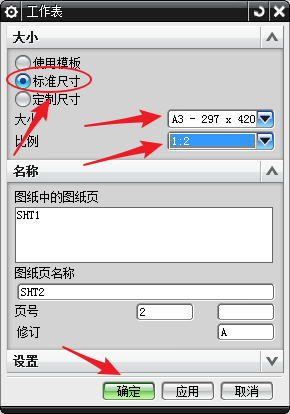 工作表
大小
使用模板
标准尺寸
定制尺寸
大小 A3 - 297 x 420
比例 1:2
名称
图纸中的图纸页
SHT1
图纸页名称
SHT2
页号 2
修订 A
设置
确定 应用 取消